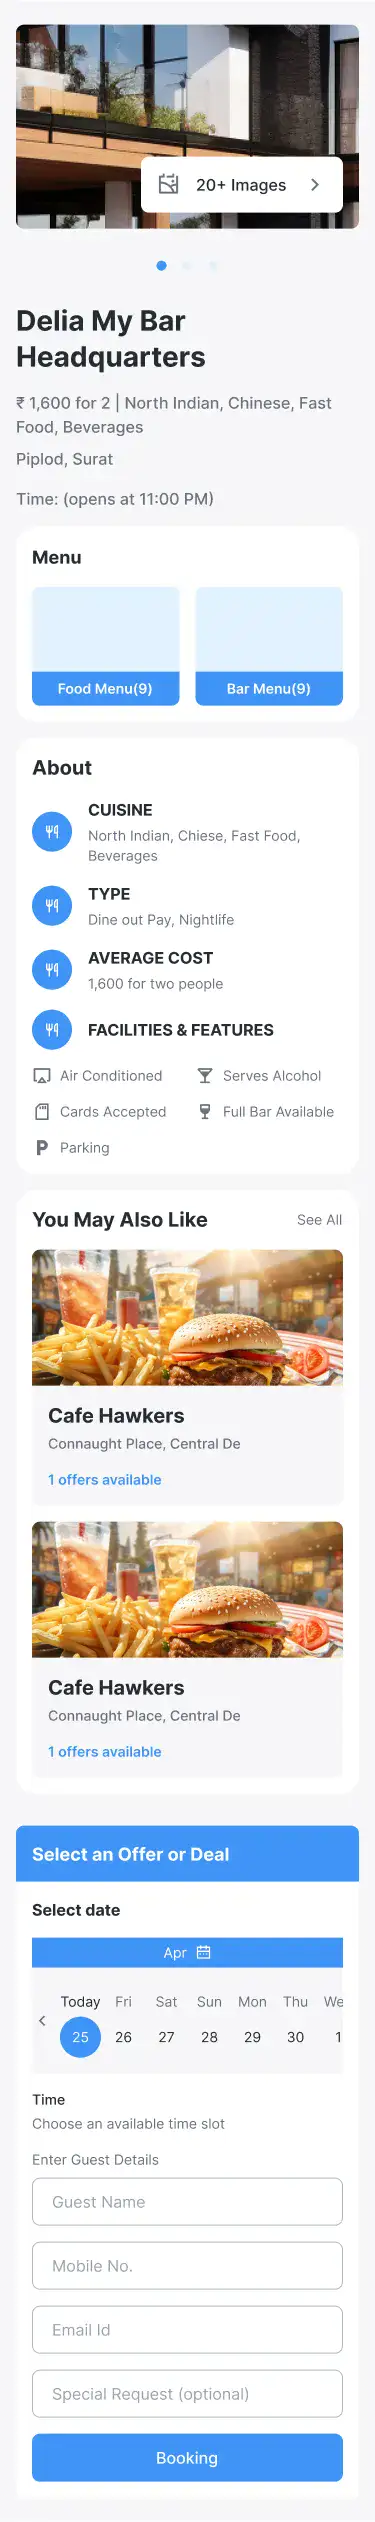 20+ Images
Delia My Bar
Headquarters
₹ 1,600 for 2 | North Indian, Chinese, Fast
Food, Beverages
Piplod, Surat
Time: (opens at 11:00 PM)
Menu
Food Menu(9)
Bar Menu(9)
About
CUISINE
North Indian, Chiese, Fast Food,
Beverages
TYPE
Dine out Pay, Nightlife
AVERAGE COST
1,600 for two people
FACILITIES & FEATURES
Air Conditioned
Serves Alcohol
Cards Accepted
Full Bar Available
Parking
You May Also Like
See All
Cafe Hawkers
Connaught Place, Central De
1 offers available
Cafe Hawkers
Connaught Place, Central De
1 offers available
Select an Offer or Deal
Select date
Apr
Today Fri Sat Sun Mon Thu We
25 26 27 28 29 30 1
Time
Choose an available time slot
Enter Guest Details
Guest Name
Mobile No.
Email Id
Special Request (optional)
Booking